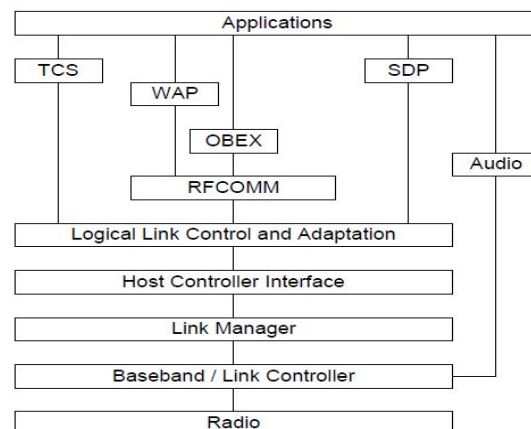 Applications
TCS
SDP
WAP
OBEX
Audio
RFCOMM
Logical Link Control and Adaptation
Host Controller Interface
Link Manager
Baseband / Link Controller
Radio